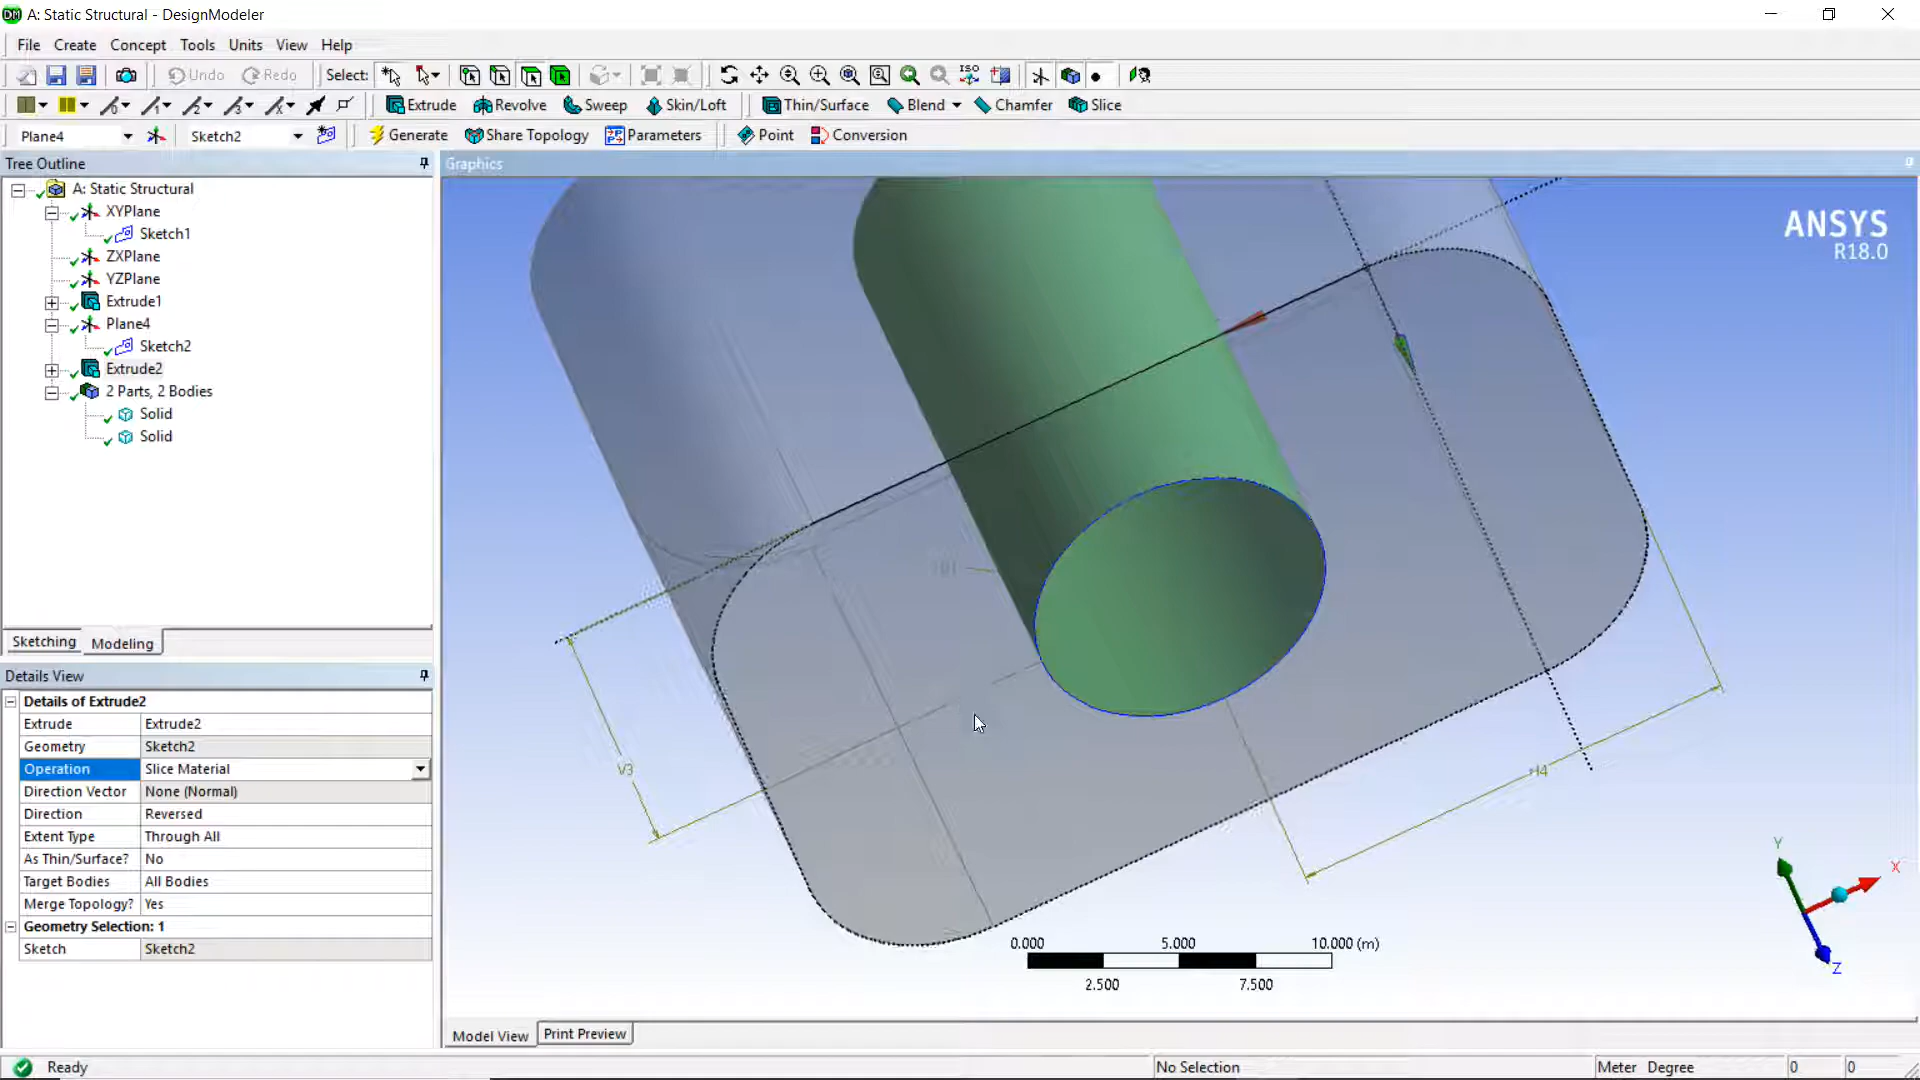 A: Static Structural - DesignModeler
File Create Concept Tools Units View Help
Undo Redo Select: ISO
Extrude Revolve Sweep Skin/Loft Thin/Surface Blend Chamfer Slice
Plane4 Sketch2 Generate Share Topology Parameters Point Conversion
Tree Outline
A: Static Structural
XYPlane
Sketch1
ZXPlane
YZPlane
Extrude1
Plane4
Sketch2
Extrude2
2 Parts, 2 Bodies
Solid
Solid
Sketching Modeling
Details View
Details of Extrude2
Extrude Extrude2
Geometry Sketch2
Operation Slice Material
Direction Vector None (Normal)
Direction Reversed
Extent Type Through All
As Thin/Surface? No
Target Bodies All Bodies
Merge Topology? Yes
Geometry Selection: 1
Sketch Sketch2
Graphics
ANSYS
R18.0
V3
H4
Y
X
Z
0.000 5.000 10.000 (m)
2.500 7.500
Model View Print Preview
Ready No Selection Meter Degree 0 0